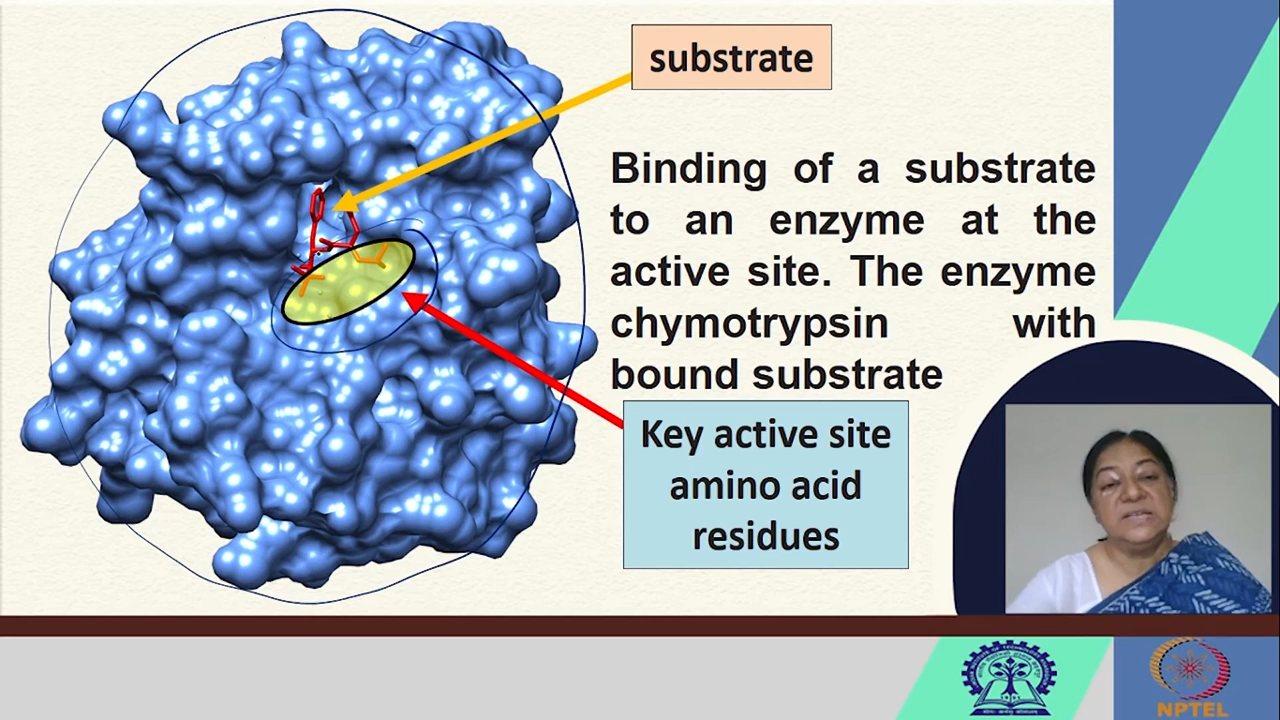 substrate
Binding of a substrate
to an enzyme at the
active site. The enzyme
chymotrypsin with
bound substrate
Key active site
amino acid
residues
NPTEL